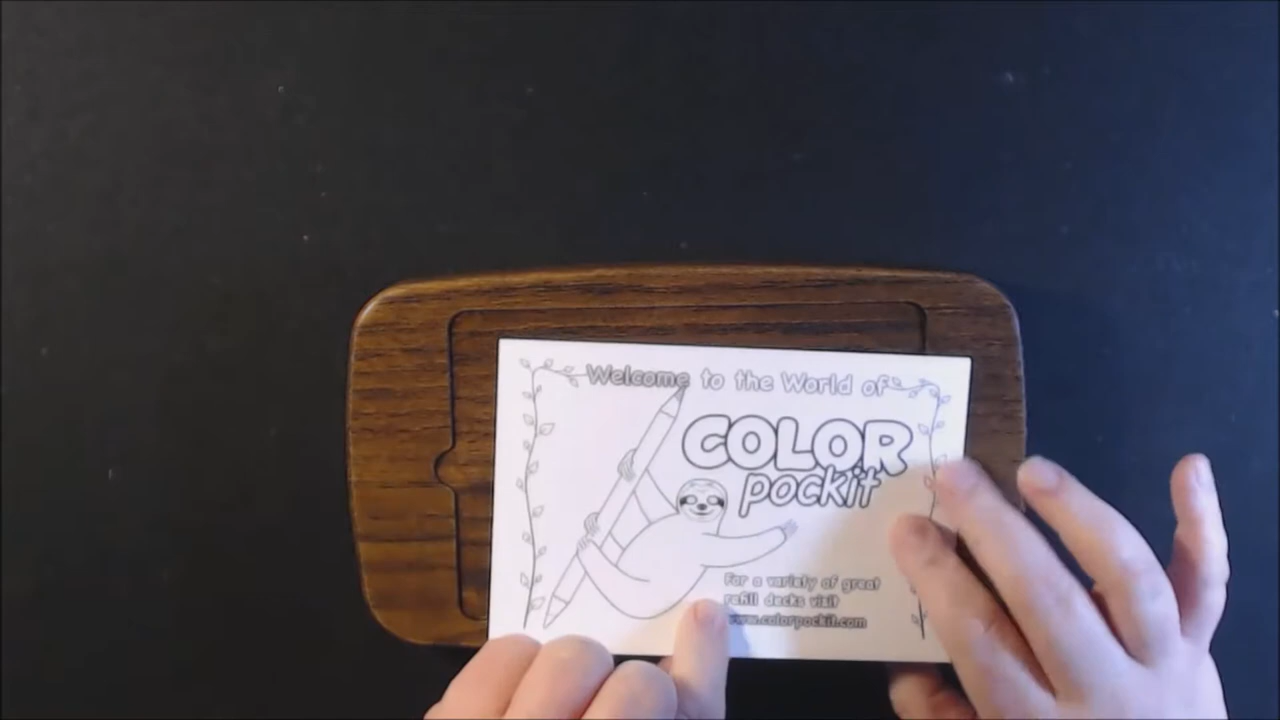 Welcome to the World of
COLOR
pockit
For a variety of great
refill decks visit
www.colorpockit.com